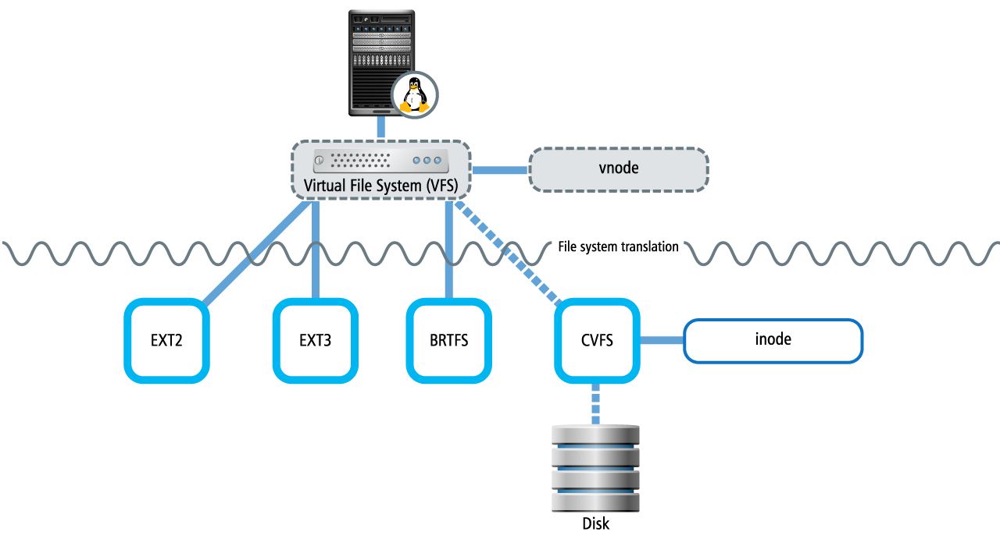 Virtual File System (VFS)
vnode
File system translation
EXT2
EXT3
BRTFS
CVFS
inode
Disk